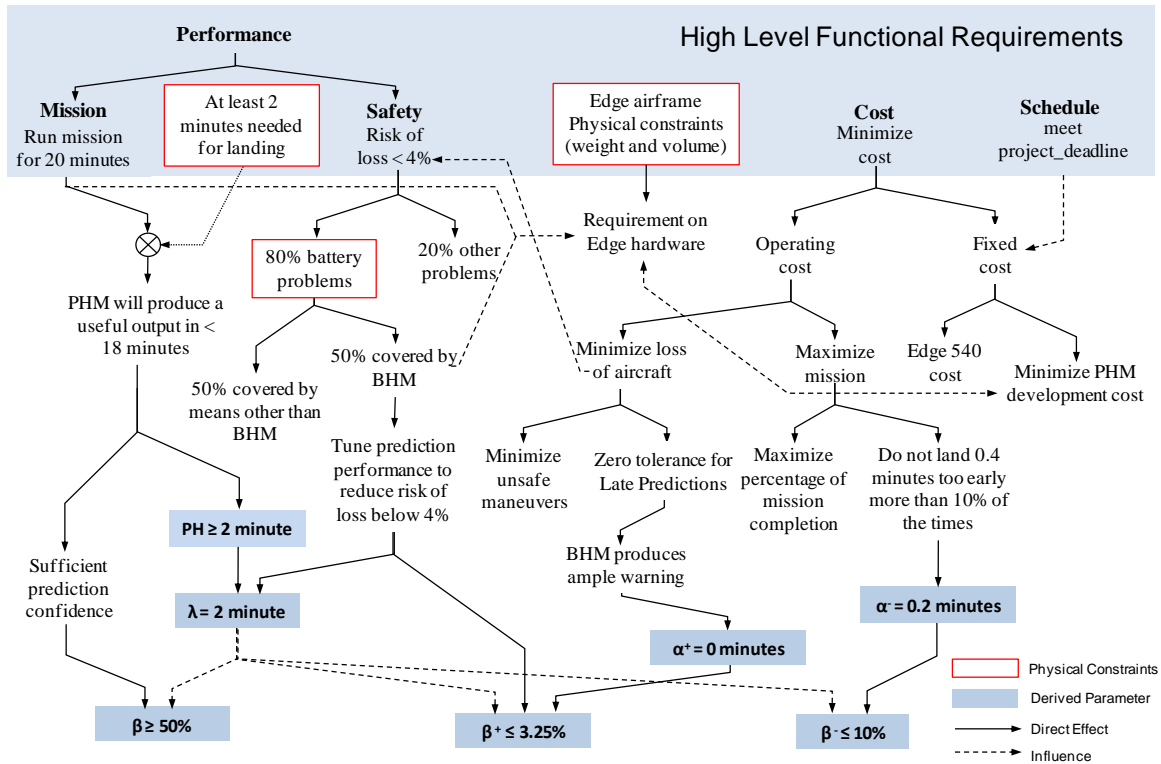 High Level Functional Requirements
Performance
Mission
Run mission
for 20 minutes
At least 2
minutes needed
for landing
Safety
Risk of
loss < 4%
Edge airframe
Physical constraints
(weight and volume)
Cost
Minimize
cost
Schedule
meet
project_deadline
80% battery
problems
20% other
problems
Requirement on
Edge hardware
Operating
cost
Fixed
cost
PHM will produce a
useful output in <
18 minutes
50% covered by
means other than
BHM
50% covered by
BHM
Minimize loss
of aircraft
Maximize
mission
Edge 540
cost
Minimize PHM
development cost
Tune prediction
performance to
reduce risk of
loss below 4%
Minimize
unsafe
maneuvers
Zero tolerance for
Late Predictions
Maximize
percentage of
mission
completion
Do not land 0.4
minutes too early
more than 10% of
the times
PH ≥ 2 minute
Sufficient
prediction
confidence
BHM produces
ample warning
λ = 2 minute
α⁻ = 0.2 minutes
α⁺ = 0 minutes
β ≥ 50%
β⁺ ≤ 3.25%
β⁻ ≤ 10%
Physical Constraints
Derived Parameter
Direct Effect
Influence